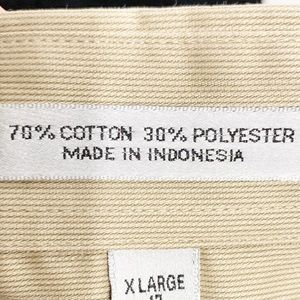 70% COTTON 30% POLYESTER
MADE IN INDONESIA
X LARGE